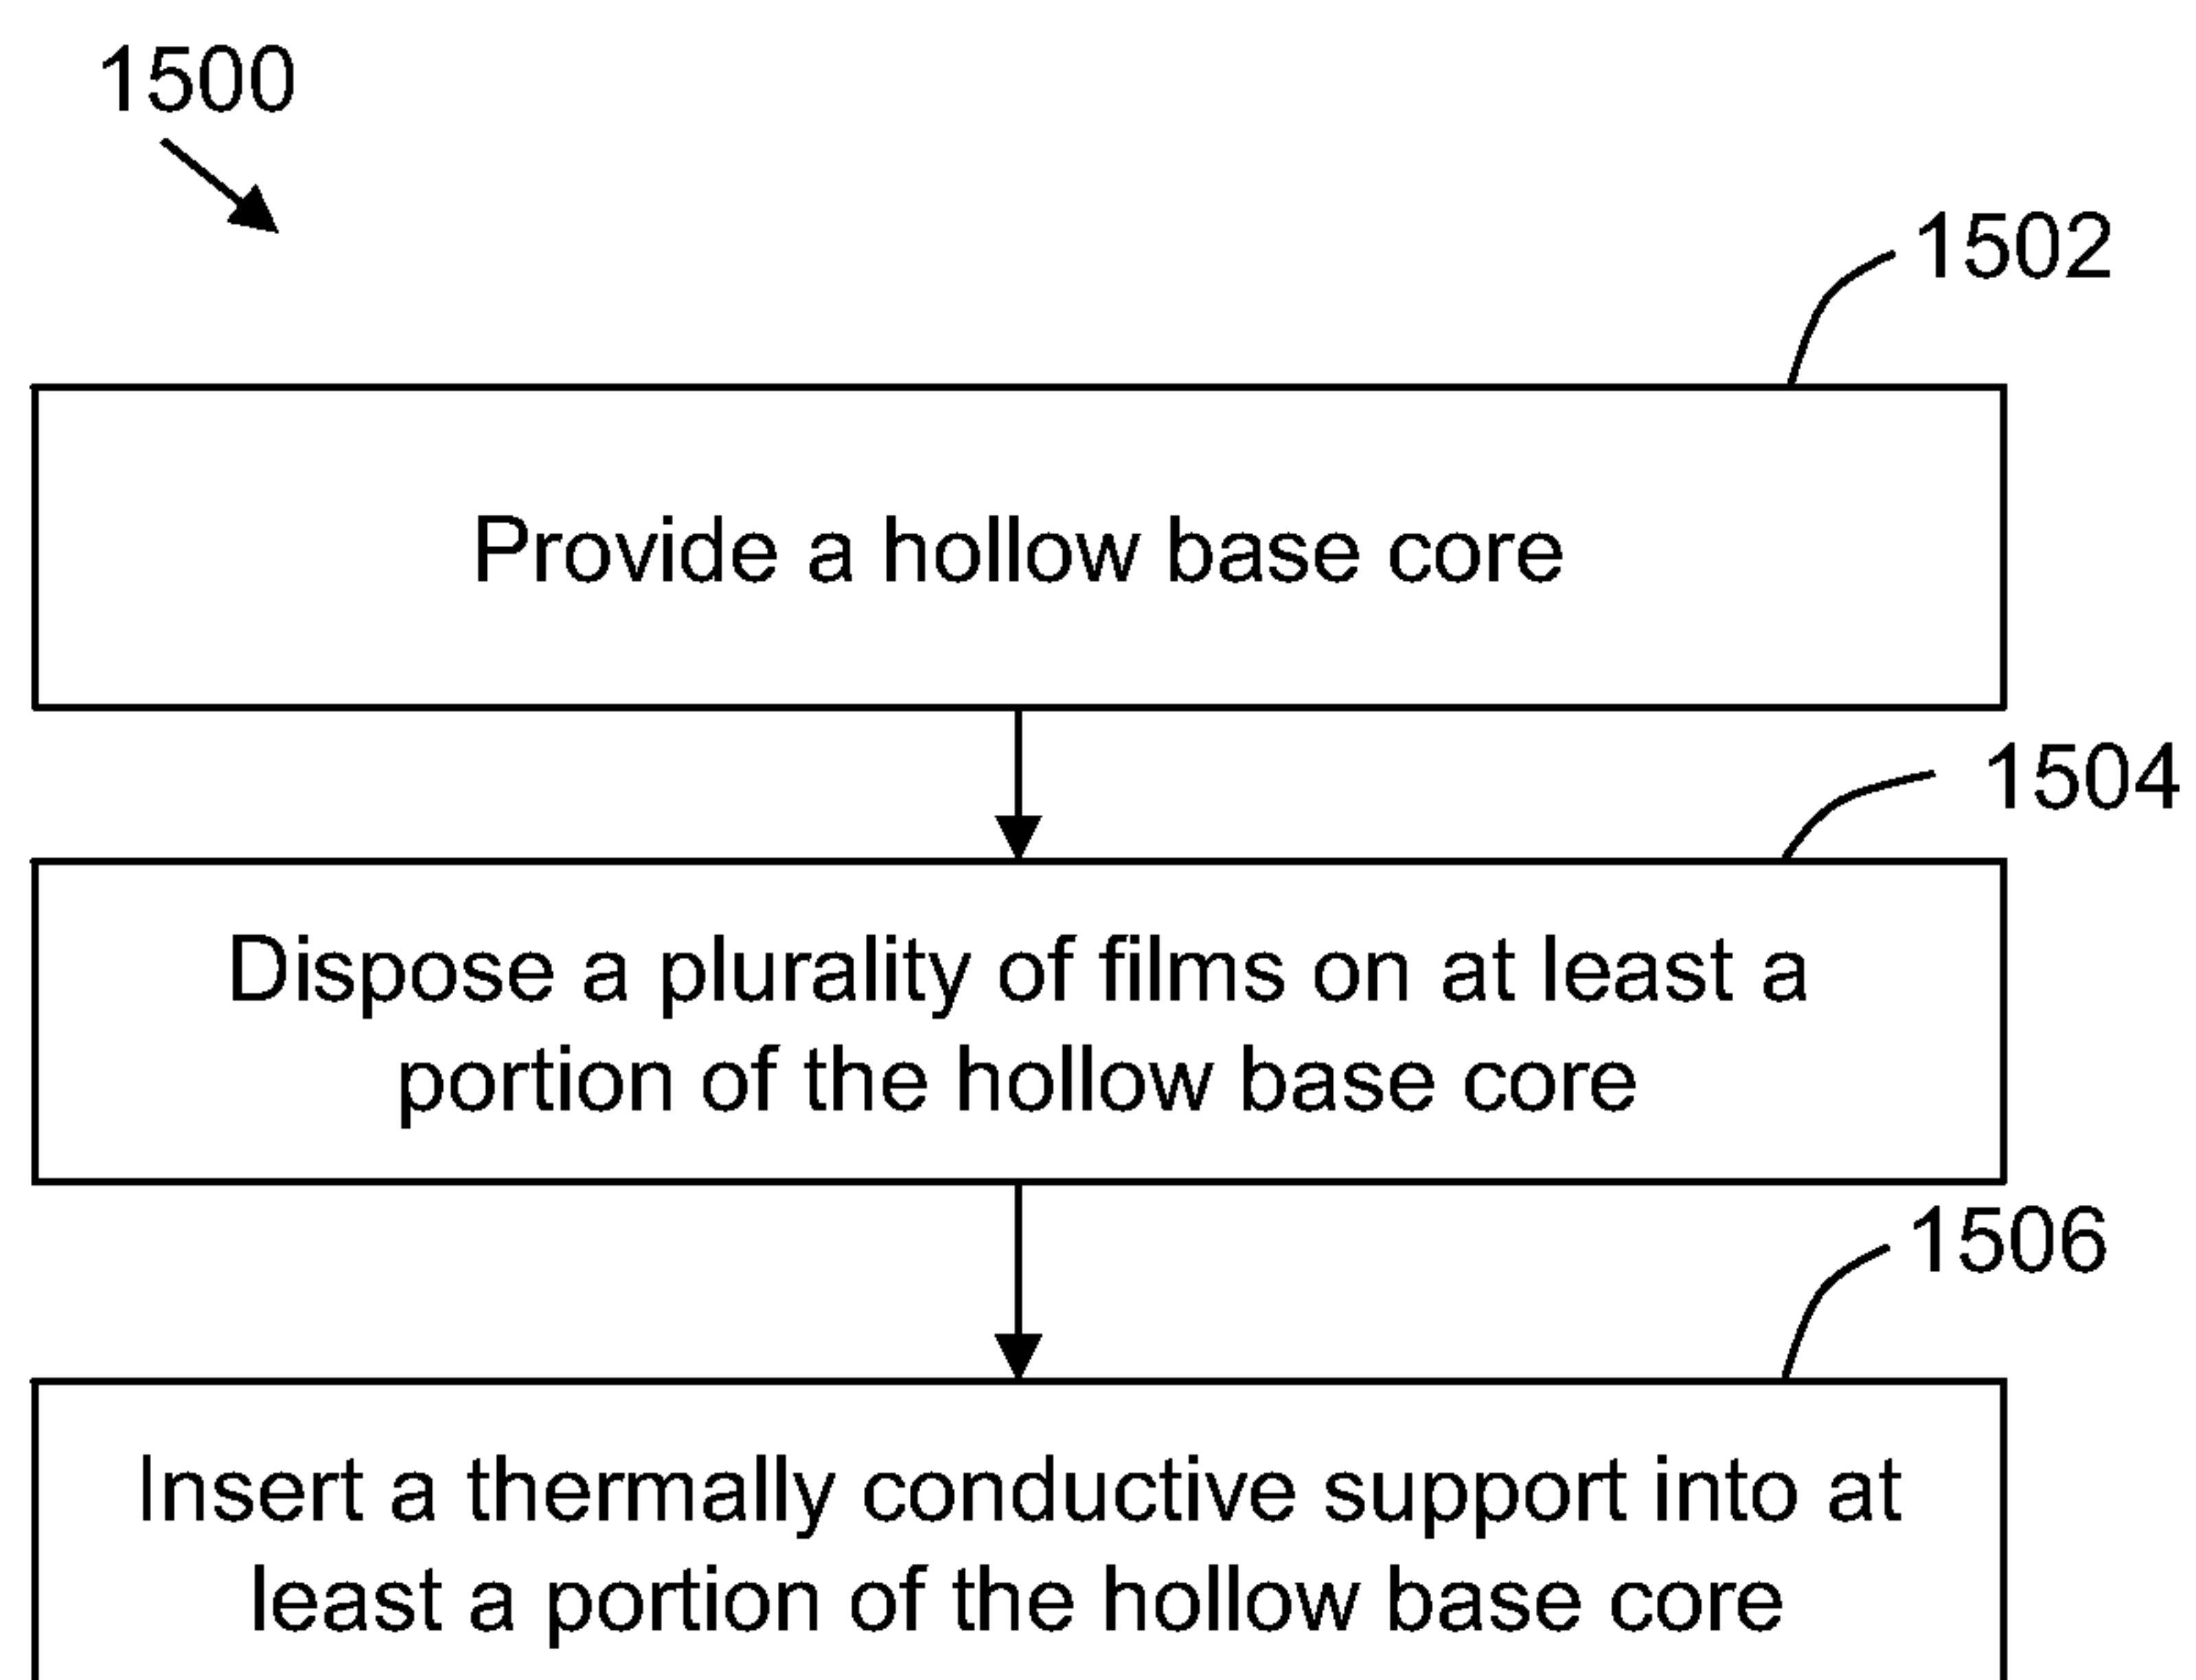 1500
1502
Provide a hollow base core
1504
Dispose a plurality of films on at least a
portion of the hollow base core
1506
Insert a thermally conductive support into at
least a portion of the hollow base core